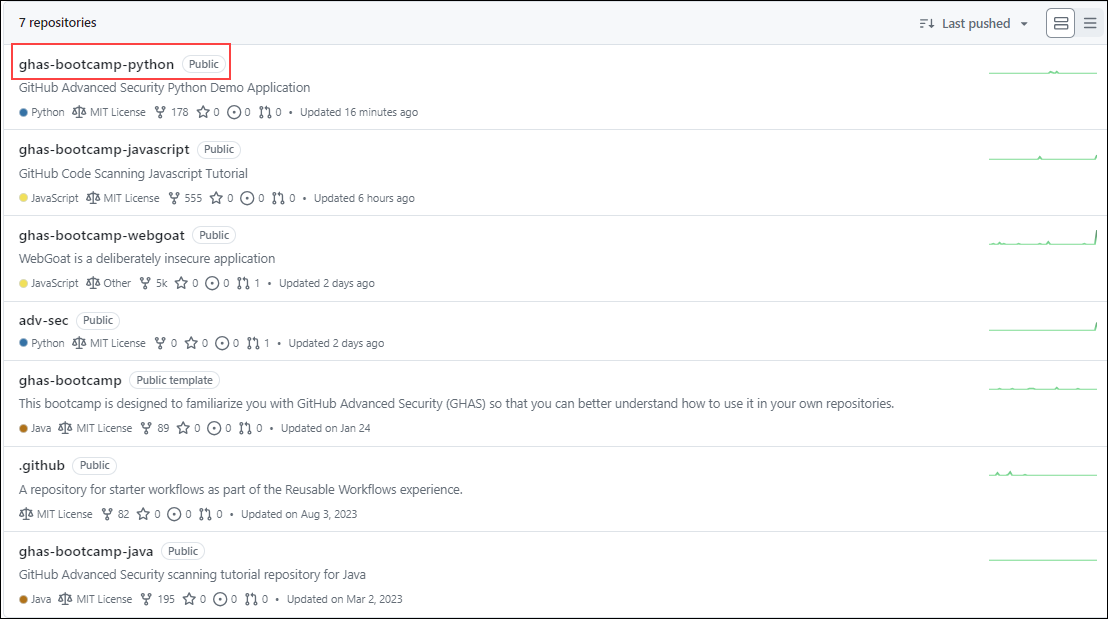 7 repositories
Last pushed
ghas-bootcamp-python Public
GitHub Advanced Security Python Demo Application
Python MIT License 178 0 0 0 • Updated 16 minutes ago
ghas-bootcamp-javascript Public
GitHub Code Scanning Javascript Tutorial
JavaScript MIT License 555 0 0 0 • Updated 6 hours ago
ghas-bootcamp-webgoat Public
WebGoat is a deliberately insecure application
JavaScript Other 5k 0 0 1 • Updated 2 days ago
adv-sec Public
Python MIT License 0 0 0 1 • Updated 2 days ago
ghas-bootcamp Public template
This bootcamp is designed to familiarize you with GitHub Advanced Security (GHAS) so that you can better understand how to use it in your own repositories.
Java MIT License 89 0 0 0 • Updated on Jan 24
.github Public
A repository for starter workflows as part of the Reusable Workflows experience.
MIT License 82 0 0 0 • Updated on Aug 3, 2023
ghas-bootcamp-java Public
GitHub Advanced Security scanning tutorial repository for Java
Java MIT License 195 0 0 0 • Updated on Mar 2, 2023